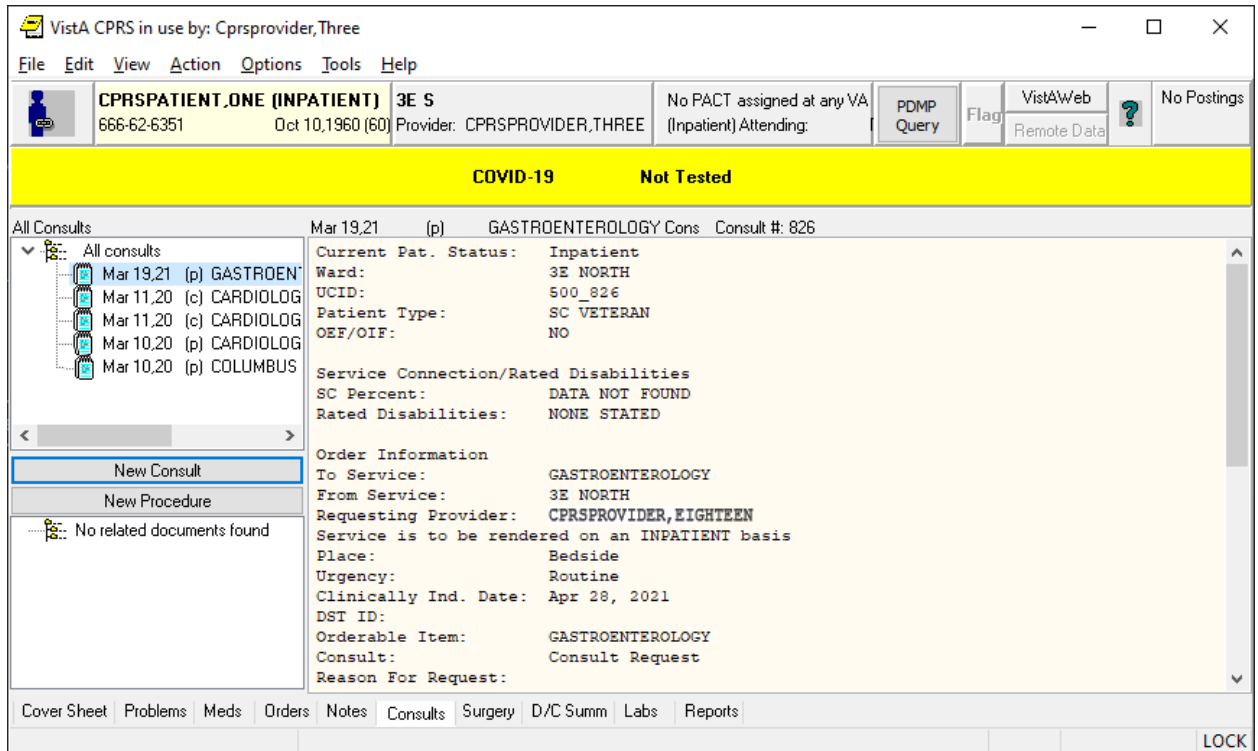 VistA CPRS in use by: Cprsprovider,Three
File Edit View Action Options Tools Help
CPRSPATIENT,ONE (INPATIENT) 3E S No PACT assigned at any VA PDMP Query Flag VistAWeb No Postings
666-62-6351 Oct 10,1960 (60) Provider: CPRSPROVIDER,THREE (Inpatient) Attending: Remote Data
COVID-19 Not Tested
All Consults Mar 19,21 (p) GASTROENTEROLOGY Cons Consult #: 826
All consults
Mar 19,21 (p) GASTROEN
Mar 11,20 (c) CARDIOLOG
Mar 11,20 (c) CARDIOLOG
Mar 10,20 (p) CARDIOLOG
Mar 10,20 (p) COLUMBUS
New Consult
New Procedure
No related documents found
Current Pat. Status: Inpatient
Ward: 3E NORTH
UCID: 500_826
Patient Type: SC VETERAN
OEF/OIF: NO
Service Connection/Rated Disabilities
SC Percent: DATA NOT FOUND
Rated Disabilities: NONE STATED
Order Information
To Service: GASTROENTEROLOGY
From Service: 3E NORTH
Requesting Provider: CPRSPROVIDER,EIGHTEEN
Service is to be rendered on an INPATIENT basis
Place: Bedside
Urgency: Routine
Clinically Ind. Date: Apr 28, 2021
DST ID:
Orderable Item: GASTROENTEROLOGY
Consult: Consult Request
Reason For Request:
Cover Sheet Problems Meds Orders Notes Consults Surgery D/C Summ Labs Reports
LOCK